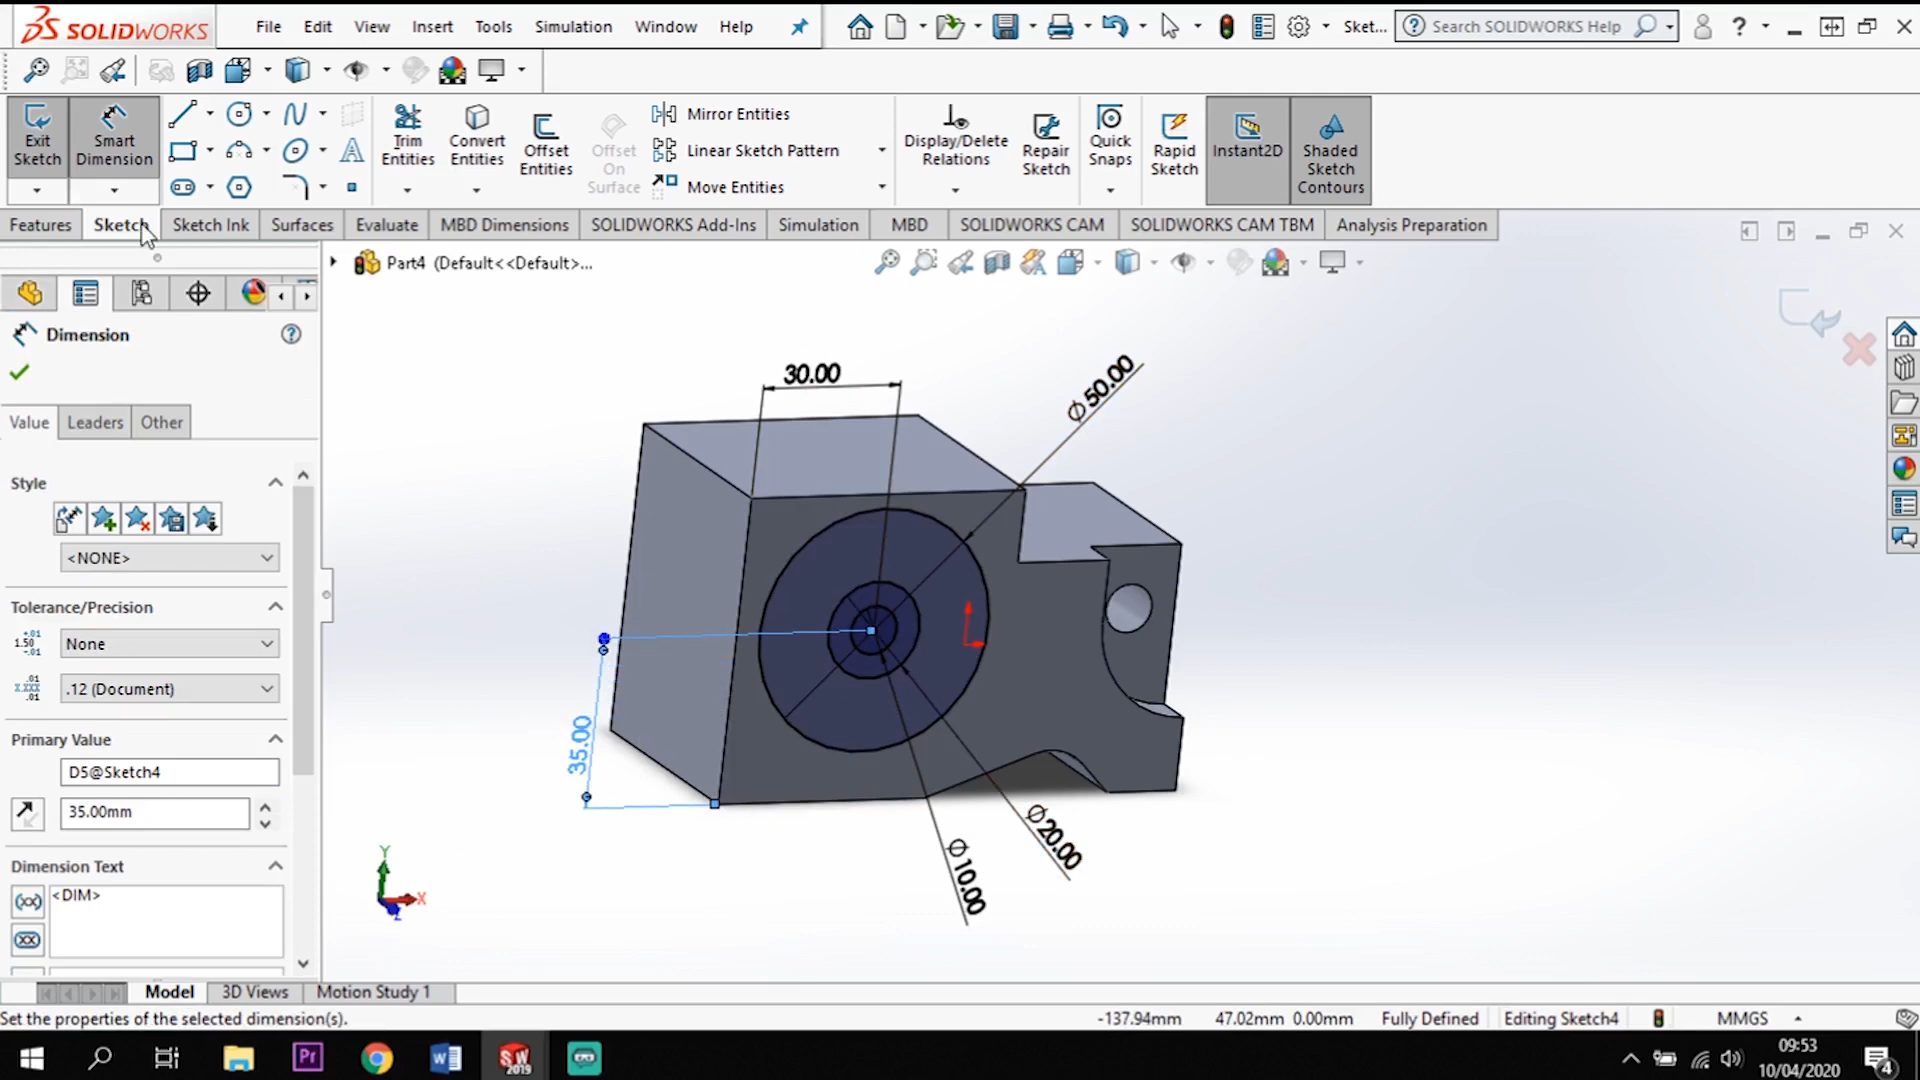 SOLIDWORKS File Edit View Insert Tools Simulation Window Help Sket... Search SOLIDWORKS Help
Exit Sketch
Smart Dimension
Trim Entities
Convert Entities
Offset Entities
Offset On Surface
Mirror Entities
Linear Sketch Pattern
Move Entities
Display/Delete Relations
Repair Sketch
Quick Snaps
Rapid Sketch
Instant2D
Shaded Sketch Contours
Features Sketch Sketch Ink Surfaces Evaluate MBD Dimensions SOLIDWORKS Add-Ins Simulation MBD SOLIDWORKS CAM SOLIDWORKS CAM TBM Analysis Preparation
Part4 (Default<<Default>...
Dimension
Value Leaders Other
Style
<NONE>
Tolerance/Precision
None
.12 (Document)
Primary Value
D5@Sketch4
35.00mm
Dimension Text
<DIM>
30.00
Ø50.00
35.00
Ø20.00
Ø10.00
Y
X
Z
Model 3D Views Motion Study 1
Set the properties of the selected dimension(s). -137.94mm 47.02mm 0.00mm Fully Defined Editing Sketch4 MMGS
09:53
10/04/2020
4
Pr
SW
2019